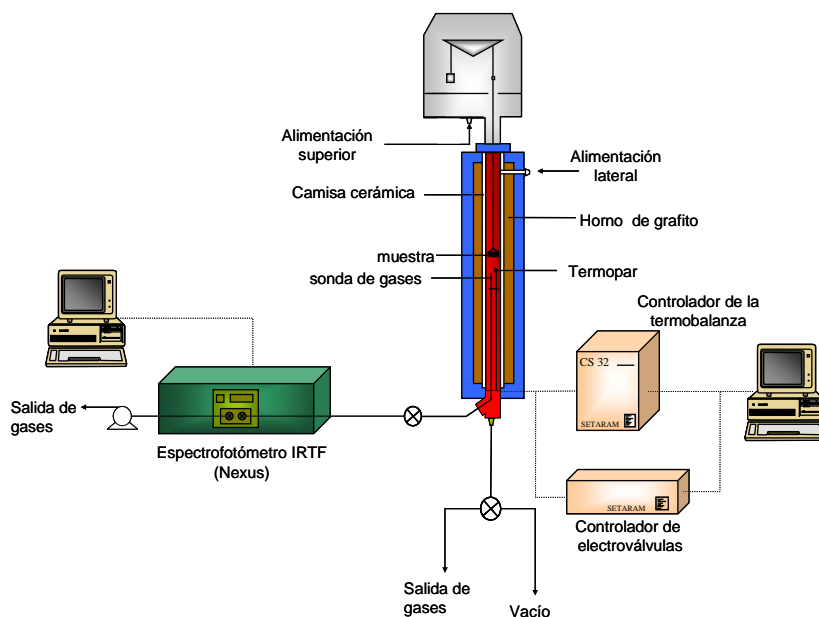 Alimentación
superior
Alimentación
lateral
Camisa cerámica
Horno de grafito
muestra
sonda de gases
Termopar
Controlador de la
termobalanza
CS 32
SETARAM
Salida de
gases
Espectrofotómetro IRTF
(Nexus)
SETARAM
Controlador de
electroválvulas
Salida de
gases
Vacío